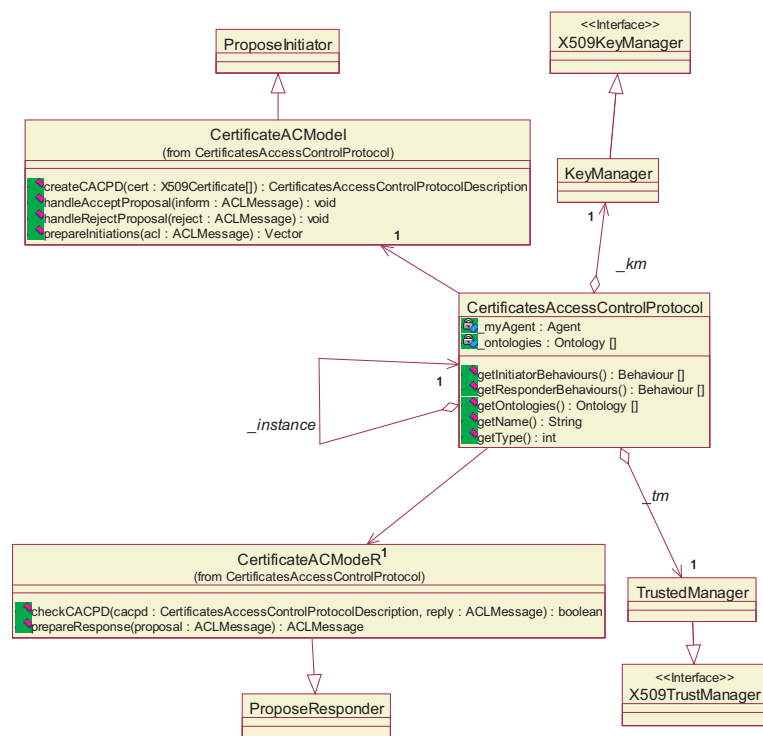 ProposeInitiator
<<Interface>>
X509KeyManager
CertificateACModel
(from CertificatesAccessControlProtocol)
createCACPD(cert : X509Certificate[]) : CertificatesAccessControlProtocolDescription
handleAcceptProposal(inform : ACLMessage) : void
handleRejectProposal(reject : ACLMessage) : void
prepareInitiations(acl : ACLMessage) : Vector
KeyManager
1
1
_km
CertificatesAccessControlProtocol
_myAgent : Agent
_ontologies : Ontology []
getInitiatorBehaviours() : Behaviour []
getResponderBehaviours() : Behaviour []
getOntologies() : Ontology []
getName() : String
getType() : int
1
_instance
_tm
1
CertificateACModeR
1
(from CertificatesAccessControlProtocol)
checkCACPD(cacpd : CertificatesAccessControlProtocolDescription, reply : ACLMessage) : boolean
prepareResponse(proposal : ACLMessage) : ACLMessage
TrustedManager
<<Interface>>
X509TrustManager
ProposeResponder